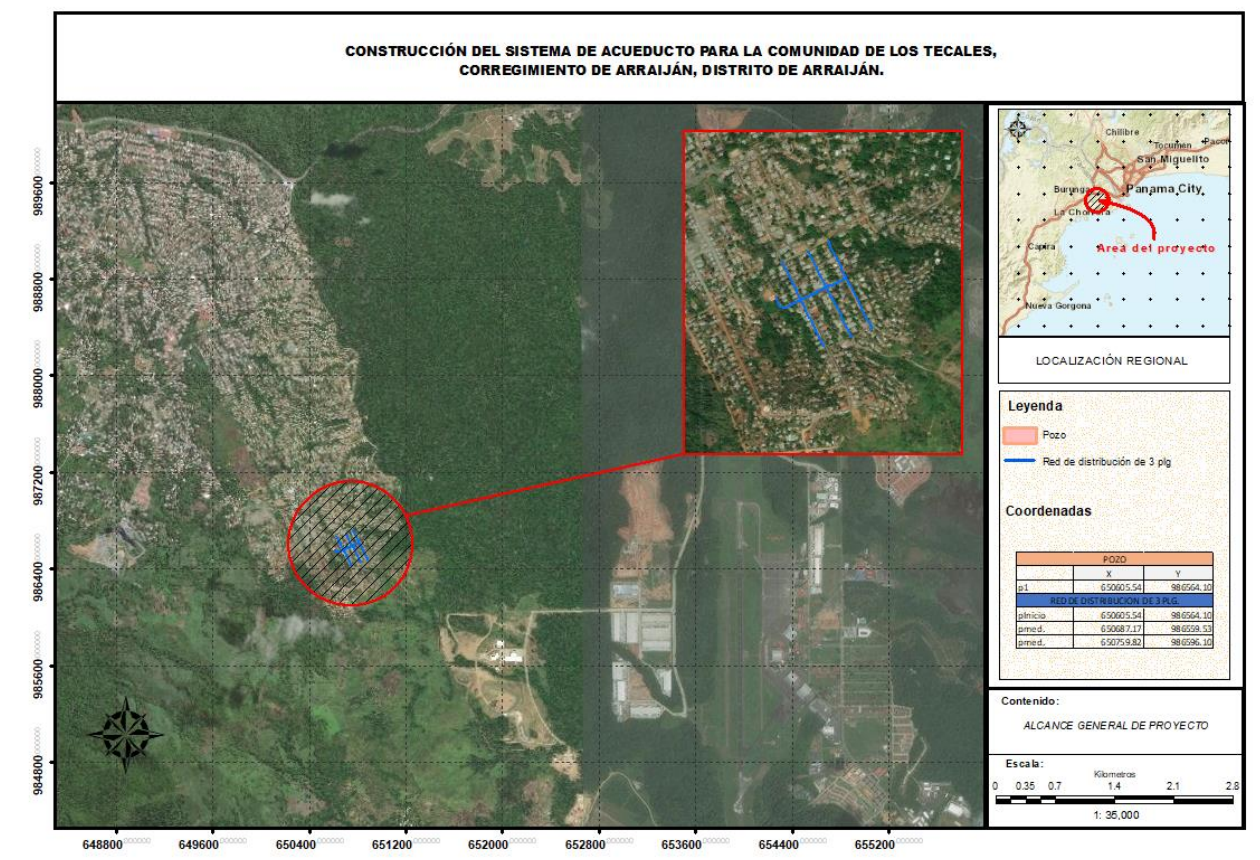 CONSTRUCCIÓN DEL SISTEMA DE ACUEDUCTO PARA LA COMUNIDAD DE LOS TECALES,
CORREGIMIENTO DE ARRAIJÁN, DISTRITO DE ARRAIJÁN.
989600
988800
988000
987200
986400
985600
984800
648800
649600
650400
651200
652000
652800
653600
654400
655200
Chilibre
Tocumen
San Miguelito
Burunga
Panama City
La Chorrera
Capira
Area del proyecto
Nueva Gorgona
LOCALIZACIÓN REGIONAL
Leyenda
Pozo
Red de distribución de 3 plg
Coordenadas
POZO
X Y
p1 650605.54 986564.10
RED DE DISTRIBUCIÓN DE 3 PLG.
pInicio 650605.54 986564.10
pmed. 650687.17 986559.53
pmed. 650759.82 986596.10
Contenido:
ALCANCE GENERAL DE PROYECTO
Escala:
Kilometros
0 0.35 0.7 1.4 2.1 2.8
1: 35,000